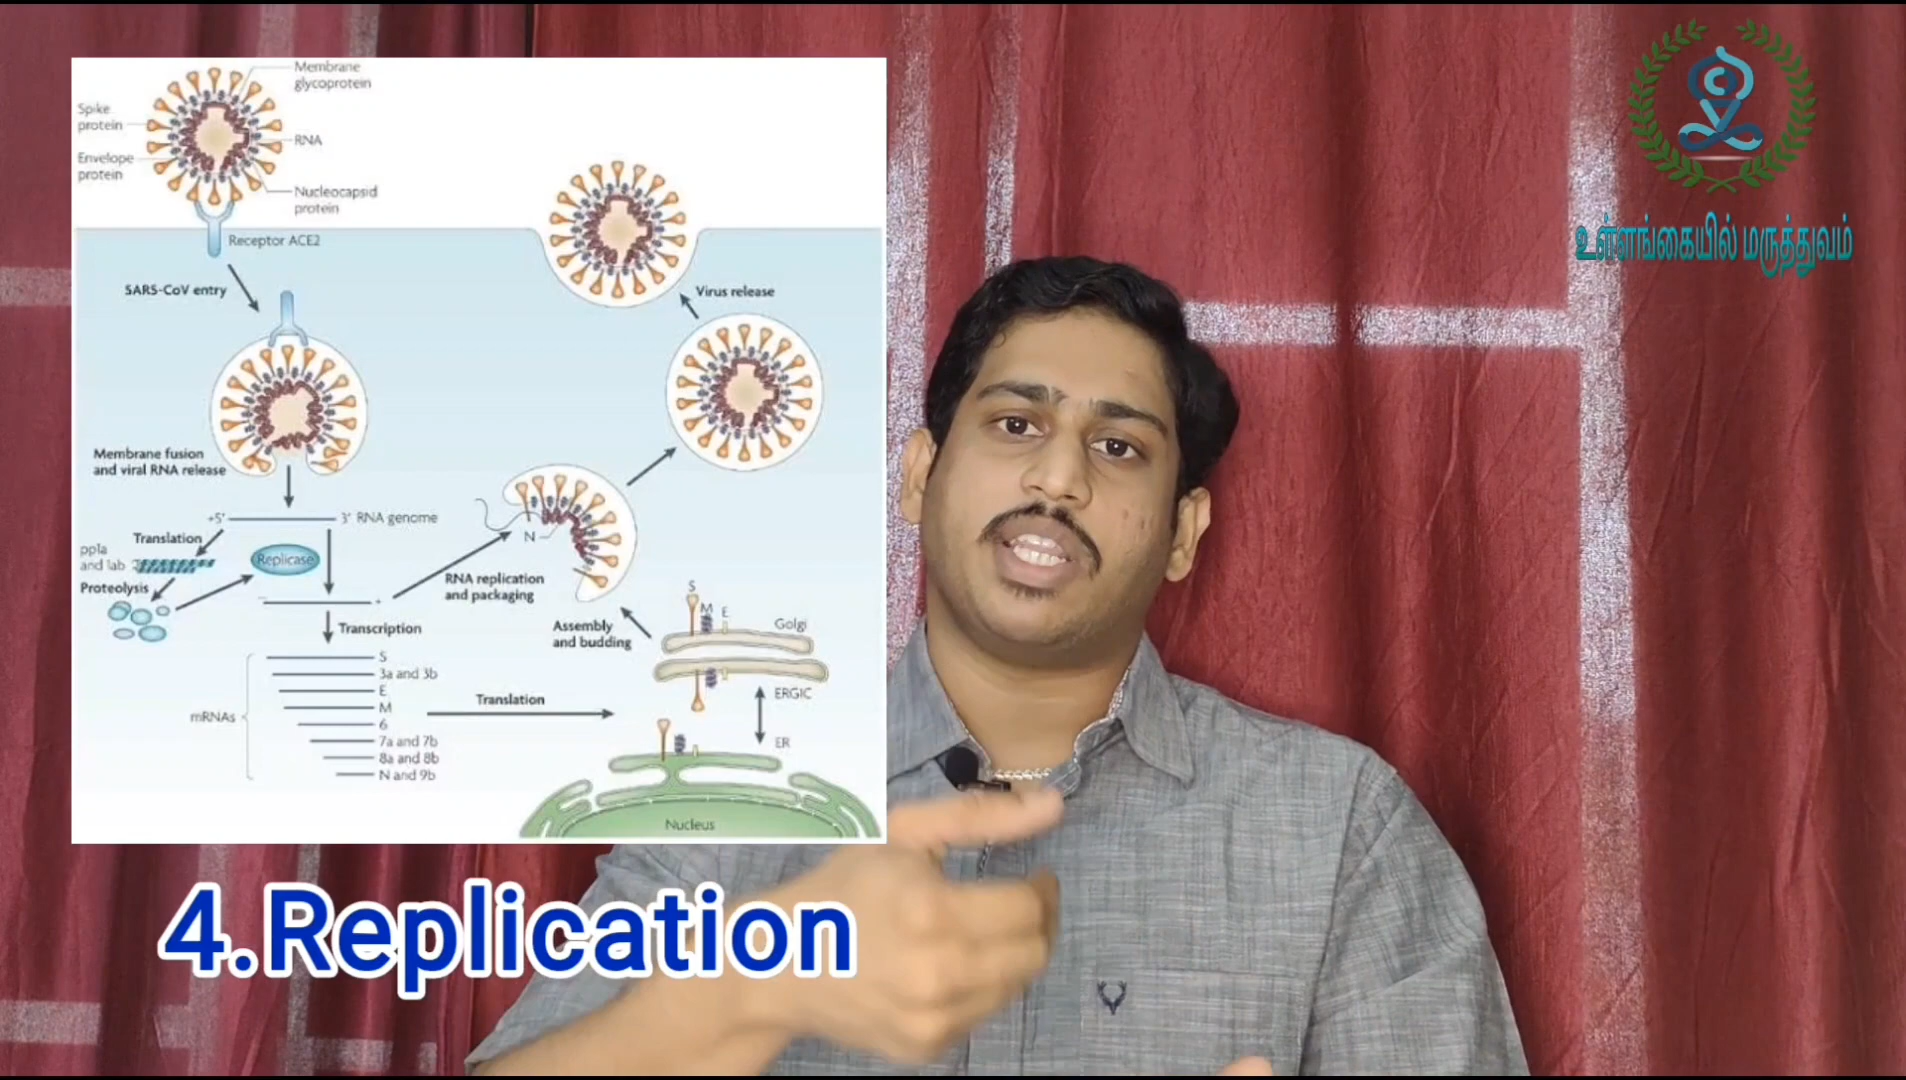 Membrane
glycoprotein
Spike
protein
RNA
Envelope
protein
Nucleocapsid
protein
Receptor ACE2
SARS-CoV entry
Virus release
Membrane fusion
and viral RNA release
+5' 3' RNA genome
Translation
pp1a
and 1ab
Replicase
Proteolysis
- +
N
RNA replication
and packaging
Transcription
Assembly
and budding
S
M
E
Golgi
ERGIC
ER
Nucleus
Translation
mRNAs
S
3a and 3b
E
M
6
7a and 7b
8a and 8b
N and 9b
4.Replication
உள்ளங்கையில் மருத்துவம்